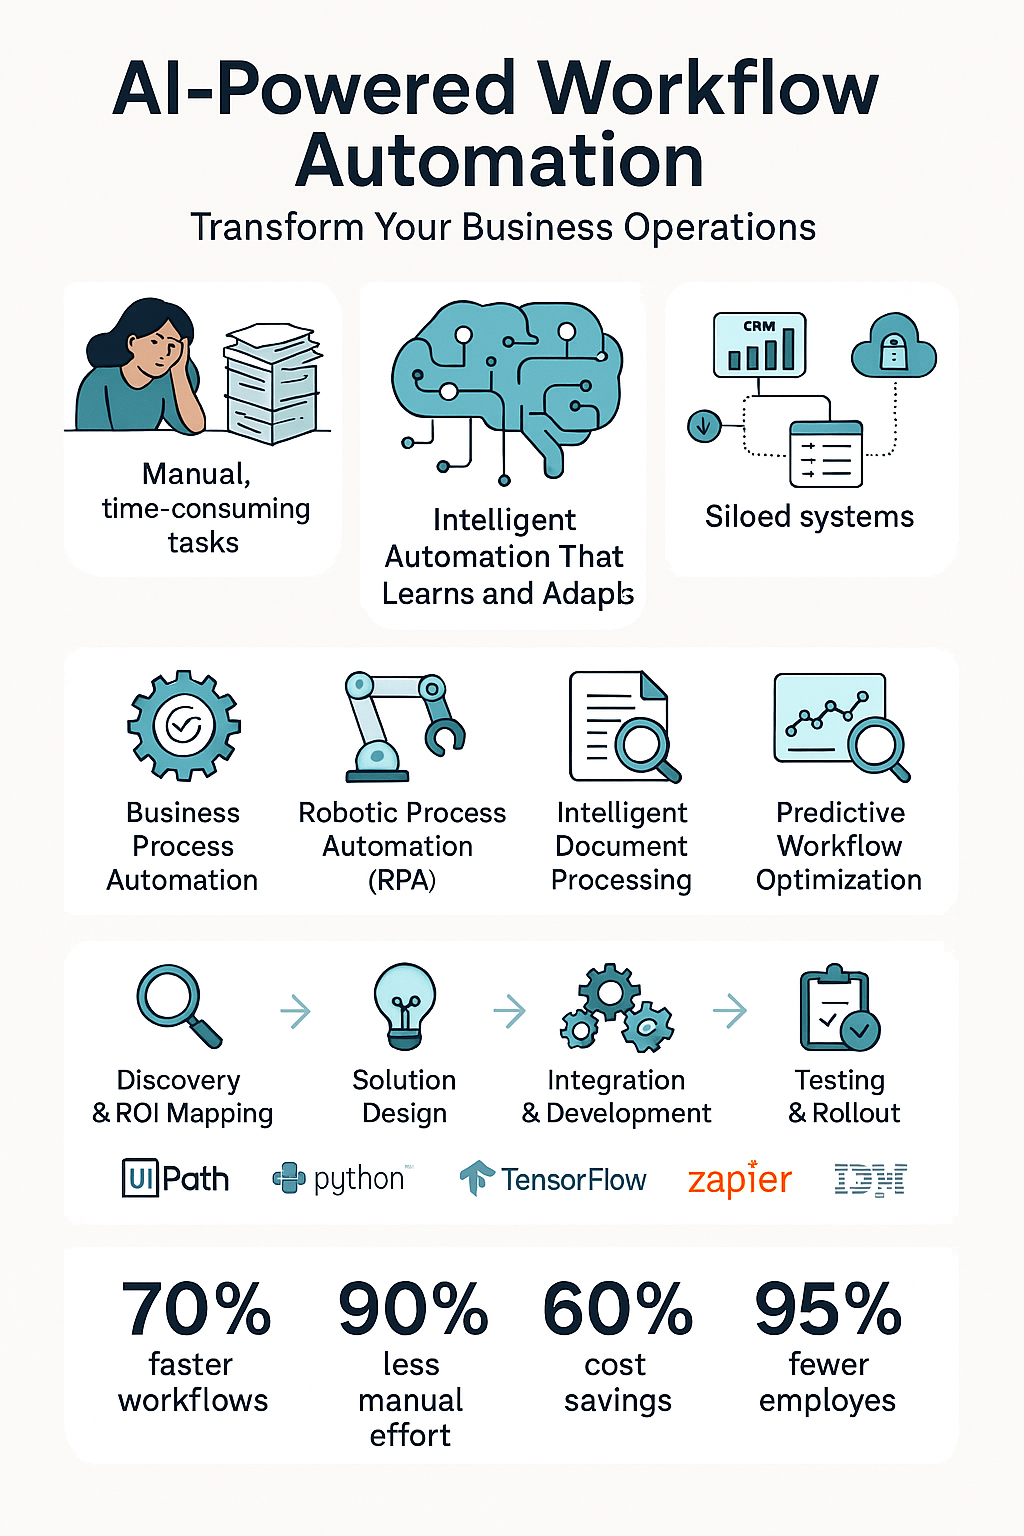 AI-Powered Workflow
Automation
Transform Your Business Operations
Manual,
time-consuming
tasks
Intelligent
Automation That
Learns and Adapts
CRM
Siloed systems
Business
Process
Automation
Robotic Process
Automation
(RPA)
Intelligent
Document
Processing
Predictive
Workflow
Optimization
Discovery
& ROI Mapping
Solution
Design
Integration
& Development
Testing
& Rollout
UI Path
python
TensorFlow
zapier
IBM
70%
faster
workflows
90%
less
manual
effort
60%
cost
savings
95%
fewer
employes